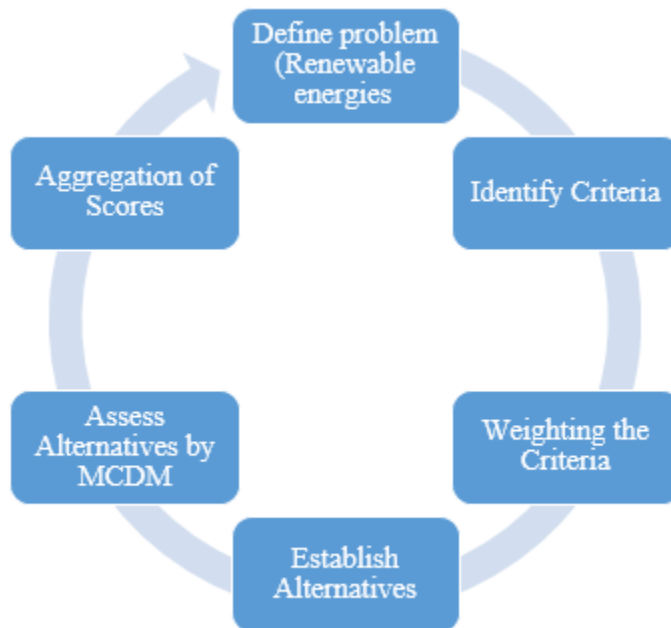 Define problem
(Renewable
energies
Identify Criteria
Weighting the
Criteria
Establish
Alternatives
Assess
Alternatives by
MCDM
Aggregation of
Scores